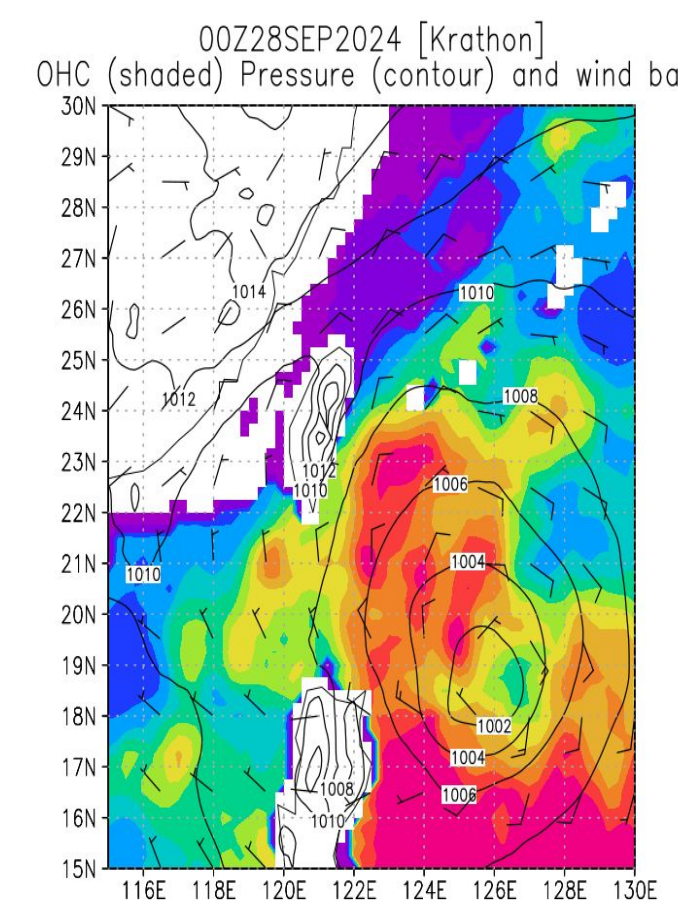 00Z28SEP2024 [Krathon]
OHC (shaded) Pressure (contour) and wind ba
30N
29N
28N
27N
1014
26N
1010
25N
1012
1008
24N
23N
1012
1006
1010
22N
21N
1004
1010
20N
19N
18N
1002
1004
17N
1008
1006
16N
1010
15N
116E 118E 120E 122E 124E 126E 128E 130E